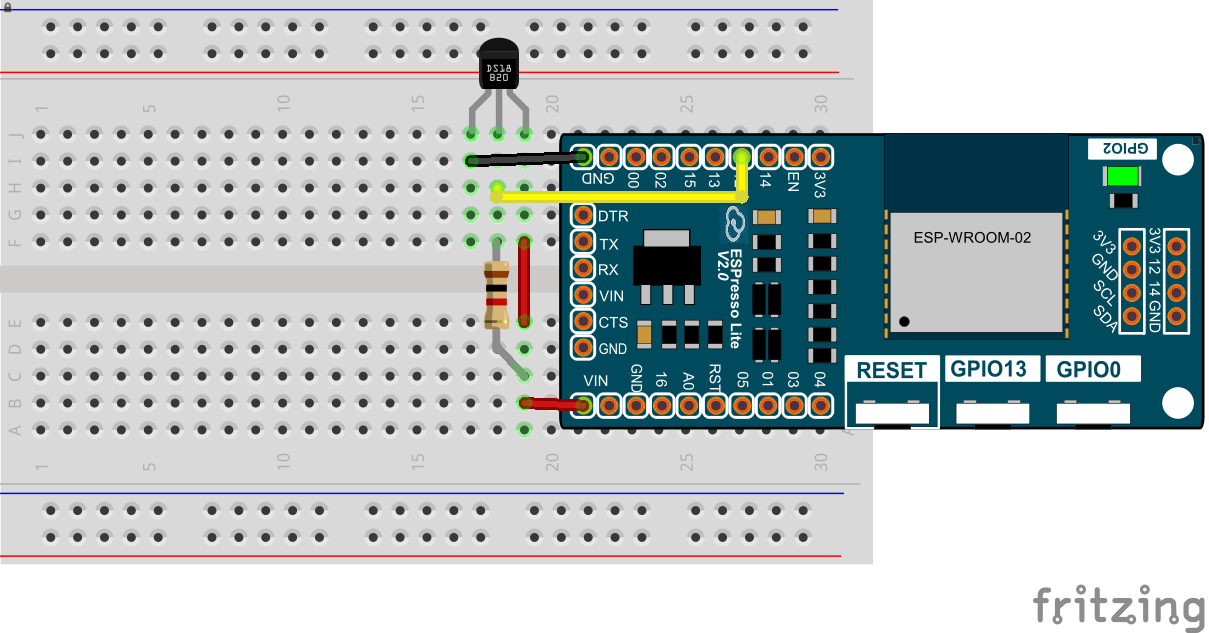 1 5 10 15 20 25 30
J
I
H
G
F
E
D
C
B
A
DS18
B20
GND 00 02 15 13 14 EN 3V3
DTR
TX
RX
VIN
CTS
GND
ESPresso Lite
V2.0
VIN GND 16 A0 RST 05 01 03 04
GPIO2
ESP-WROOM-02
3V3 3V3
GND 12
SCL 14
SDA GND
RESET GPIO13 GPIO0
A
1 5 10 15 20 25 30
fritzing